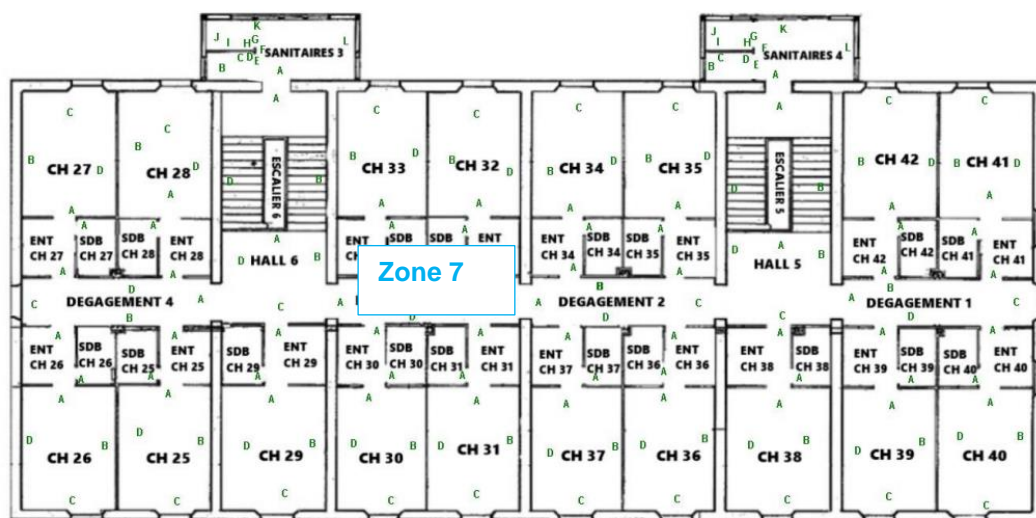 K
J I H G F L
SANITAIRES 3
C D E
B A
K
J I H G F L
SANITAIRES 4
C D E
B A
A A
C C C C C C C C
B D B D B D B D B D B D B D B D
CH 27 CH 28 CH 33 CH 32 CH 34 CH 35 CH 42 CH 41
ESCALIER 6
D B
ESCALIER 5
D B
A A A A A A A A
ENT CH 27
SDB CH 27
SDB CH 28
ENT CH 28
HALL 6
D A B
SDB
ENT
ENT CH 34
SDB CH 34
SDB CH 35
ENT CH 35
HALL 5
A B
ENT CH 42
SDB CH 42
SDB CH 41
ENT CH 41
Zone 7
DEGAGEMENT 4
DEGAGEMENT 2
DEGAGEMENT 1
ENT CH 26
SDB CH 26
SDB CH 25
ENT CH 25
SDB CH 29
ENT CH 29
ENT CH 30
SDB CH 30
SDB CH 31
ENT CH 31
ENT CH 37
SDB CH 37
SDB CH 36
ENT CH 36
ENT CH 38
SDB CH 38
ENT CH 39
SDB CH 39
SDB CH 40
ENT CH 40
A A A A A A A A A A
D B D B D B D B D B D B D B D B D B D B
CH 26 CH 25 CH 29 CH 30 CH 31 CH 37 CH 36 CH 38 CH 39 CH 40
C C C C C C C C C C